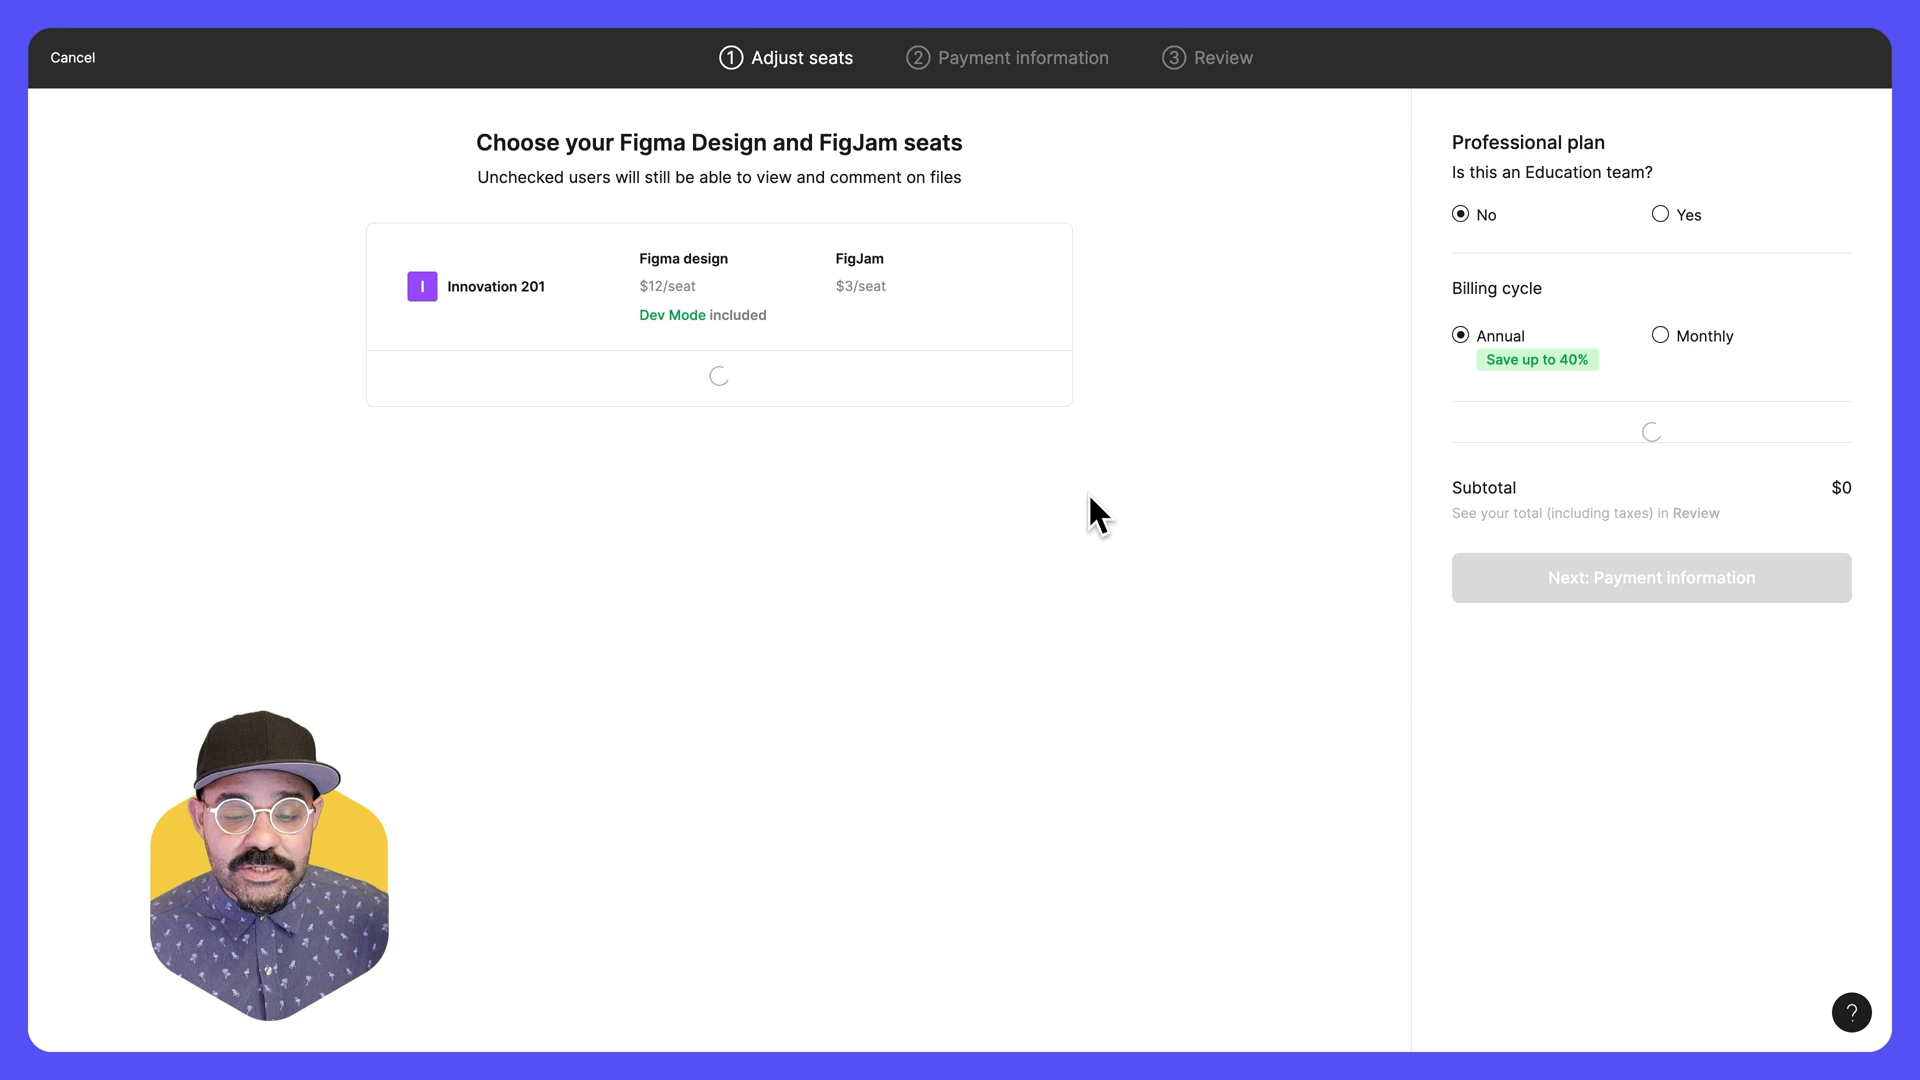 Cancel
1 Adjust seats
2 Payment information
3 Review
Choose your Figma Design and FigJam seats
Unchecked users will still be able to view and comment on files
I Innovation 201
Figma design
$12/seat
Dev Mode included
FigJam
$3/seat
Professional plan
Is this an Education team?
No
Yes
Billing cycle
Annual
Monthly
Save up to 40%
Subtotal $0
See your total (including taxes) in Review
Next: Payment information
?